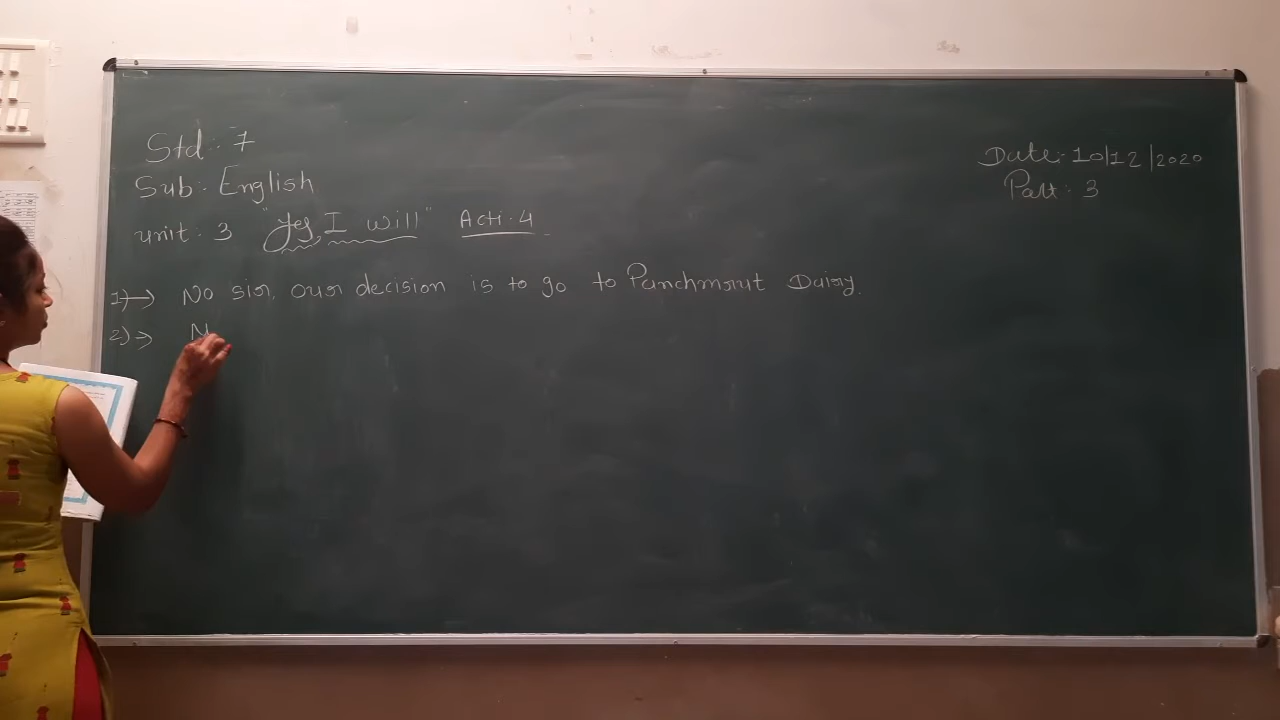 Std:- 7
Date:- 10/12/2020
Sub:- English
Part:- 3
Unit:- 3 "Yes, I will" Acti-4
1)→ No sir, our decision is to go to Panchmrut Dairy.
2)→ N